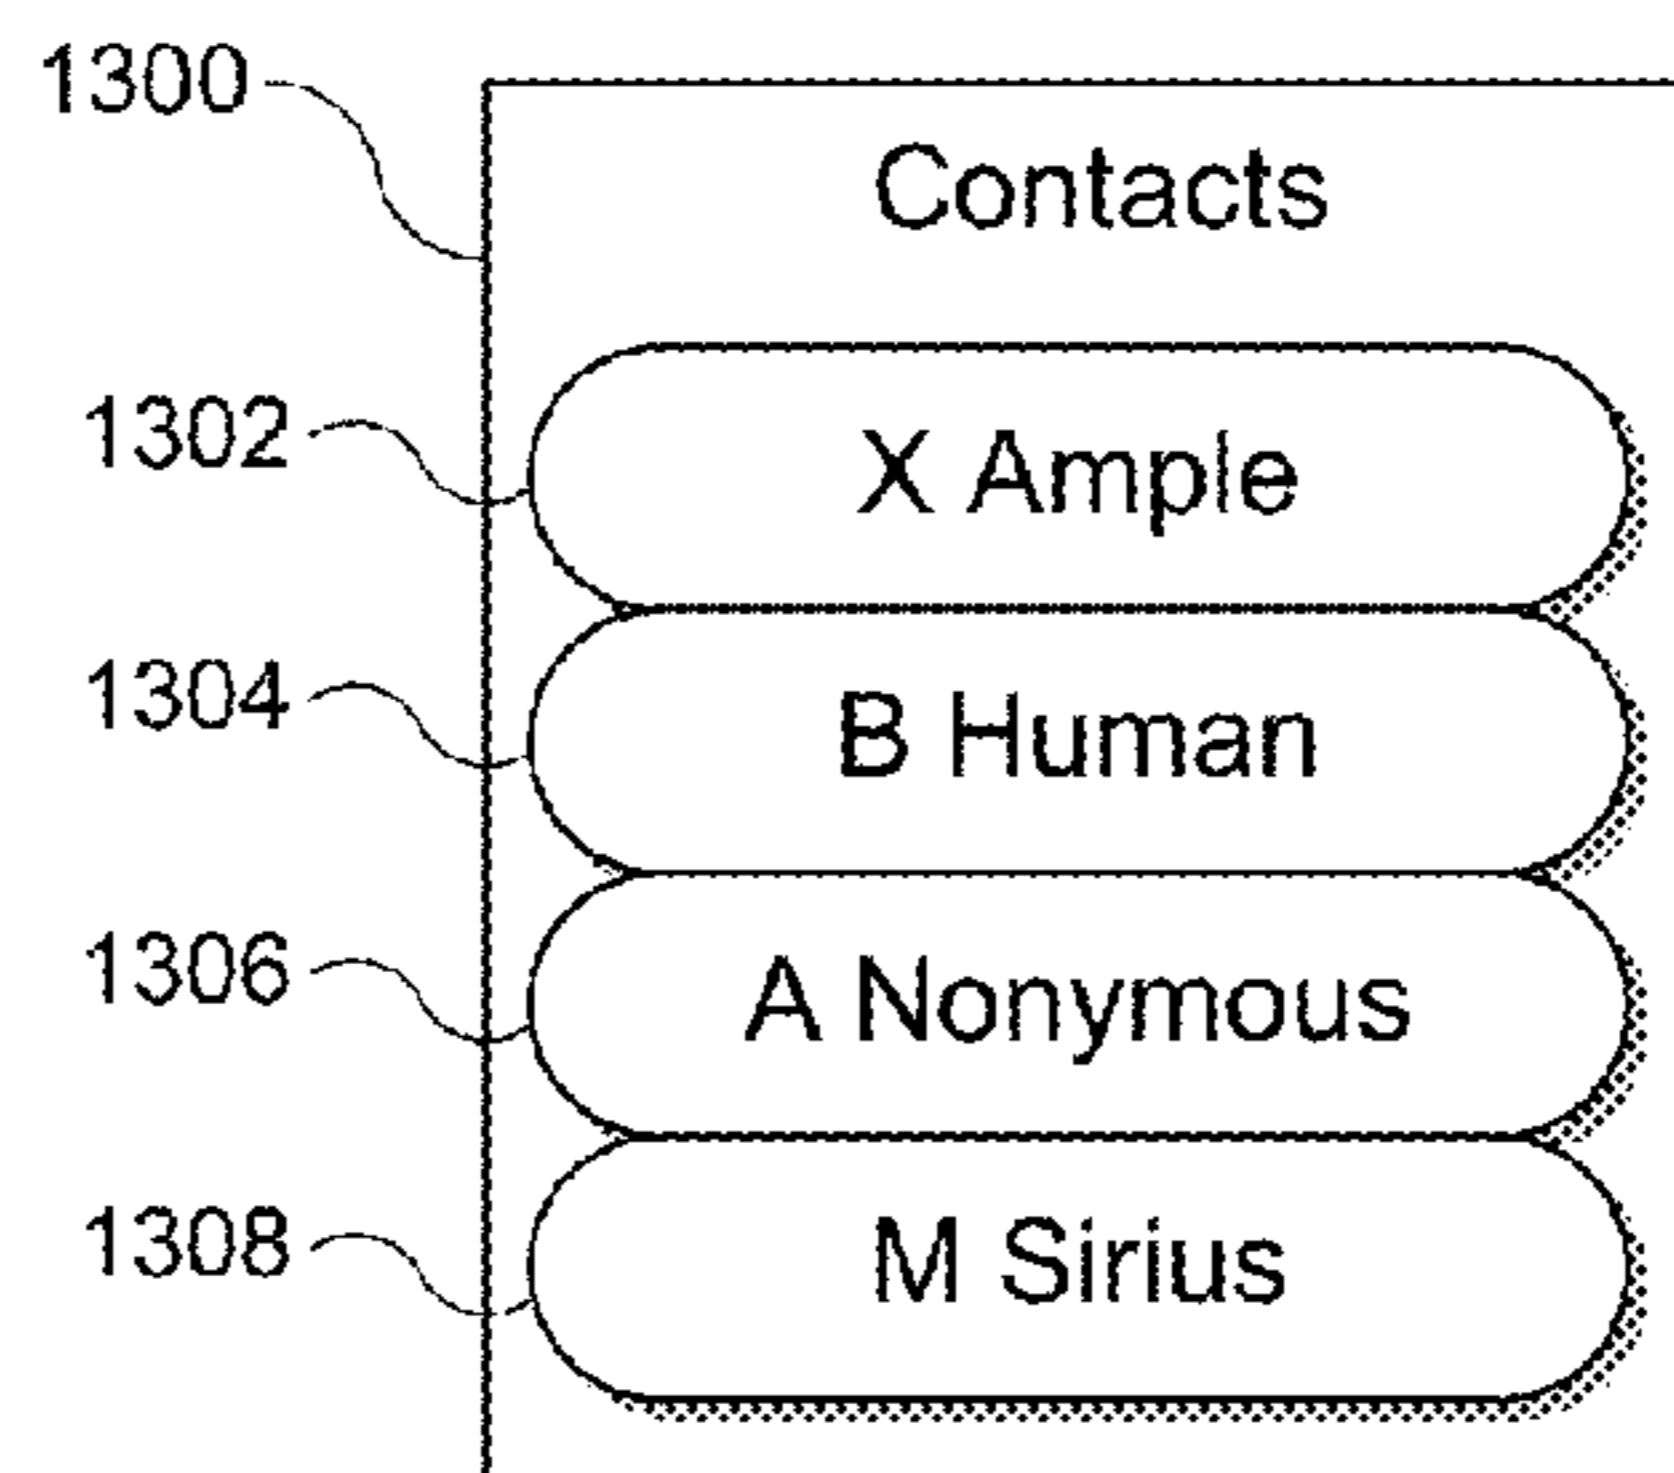 1300
Contacts
1302
X Ample
1304
B Human
1306
A Nonymous
1308
M Sirius